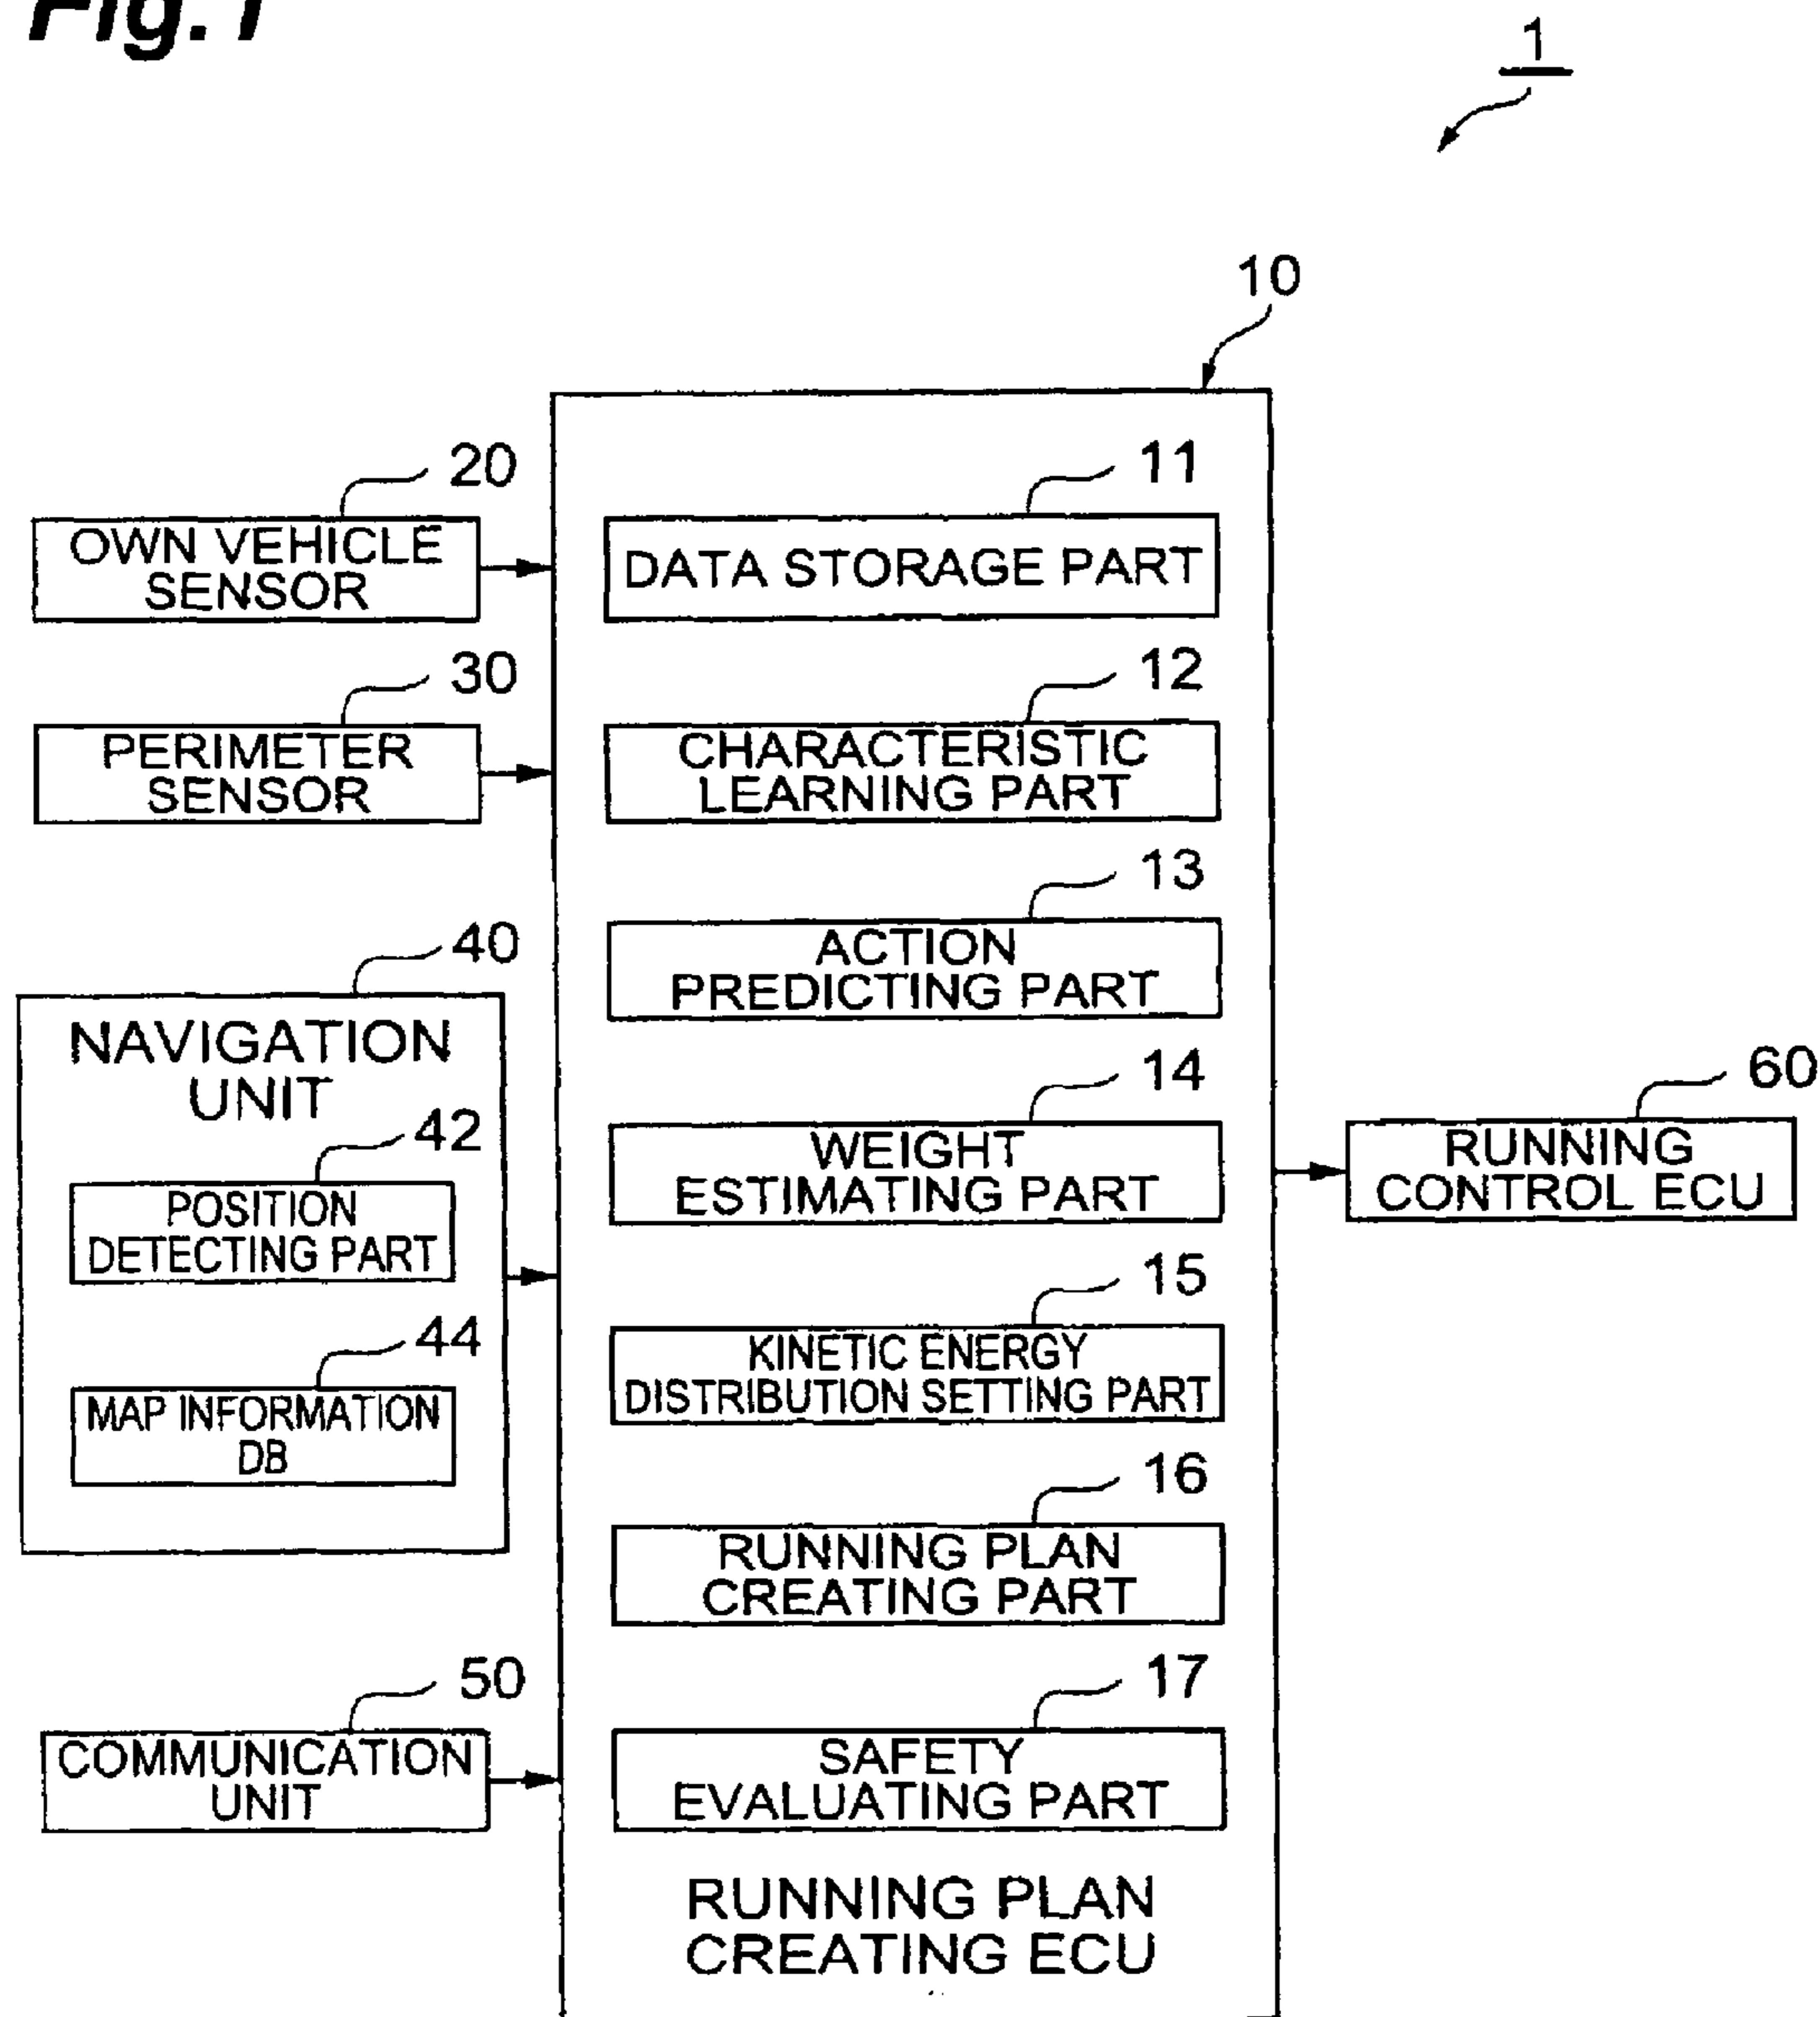 Fig.1
1
10
20
OWN VEHICLE
SENSOR
30
PERIMETER
SENSOR
40
NAVIGATION
UNIT
42
POSITION
DETECTING PART
44
MAP INFORMATION
DB
50
COMMUNICATION
UNIT
11
DATA STORAGE PART
12
CHARACTERISTIC
LEARNING PART
13
ACTION
PREDICTING PART
14
WEIGHT
ESTIMATING PART
15
KINETIC ENERGY
DISTRIBUTION SETTING PART
16
RUNNING PLAN
CREATING PART
17
SAFETY
EVALUATING PART
RUNNING PLAN
CREATING ECU
60
RUNNING
CONTROL ECU